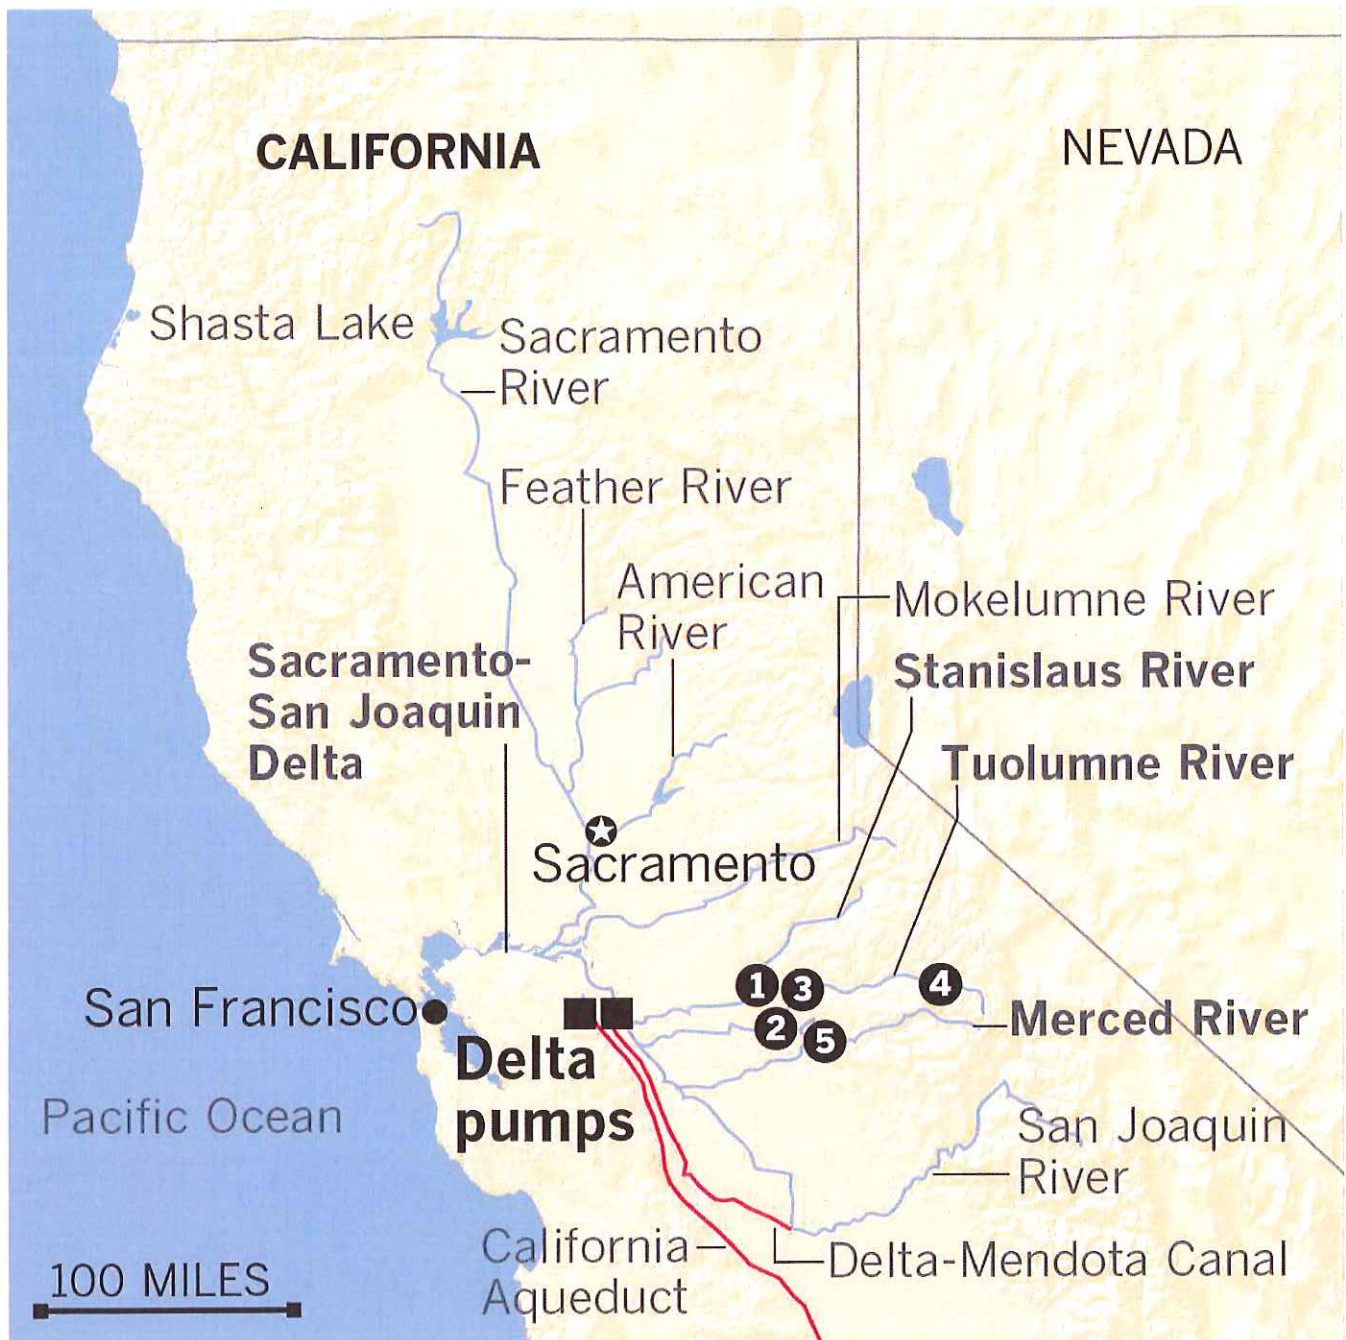 CALIFORNIA
NEVADA
Shasta Lake
Sacramento
River
Feather River
American
River
Mokelumne River
Sacramento-
San Joaquin
Delta
Stanislaus River
Tuolumne River
Sacramento
1
3
4
2
5
San Francisco
Merced River
Delta
pumps
Pacific Ocean
San Joaquin
River
California
Aqueduct
Delta-Mendota Canal
100 MILES